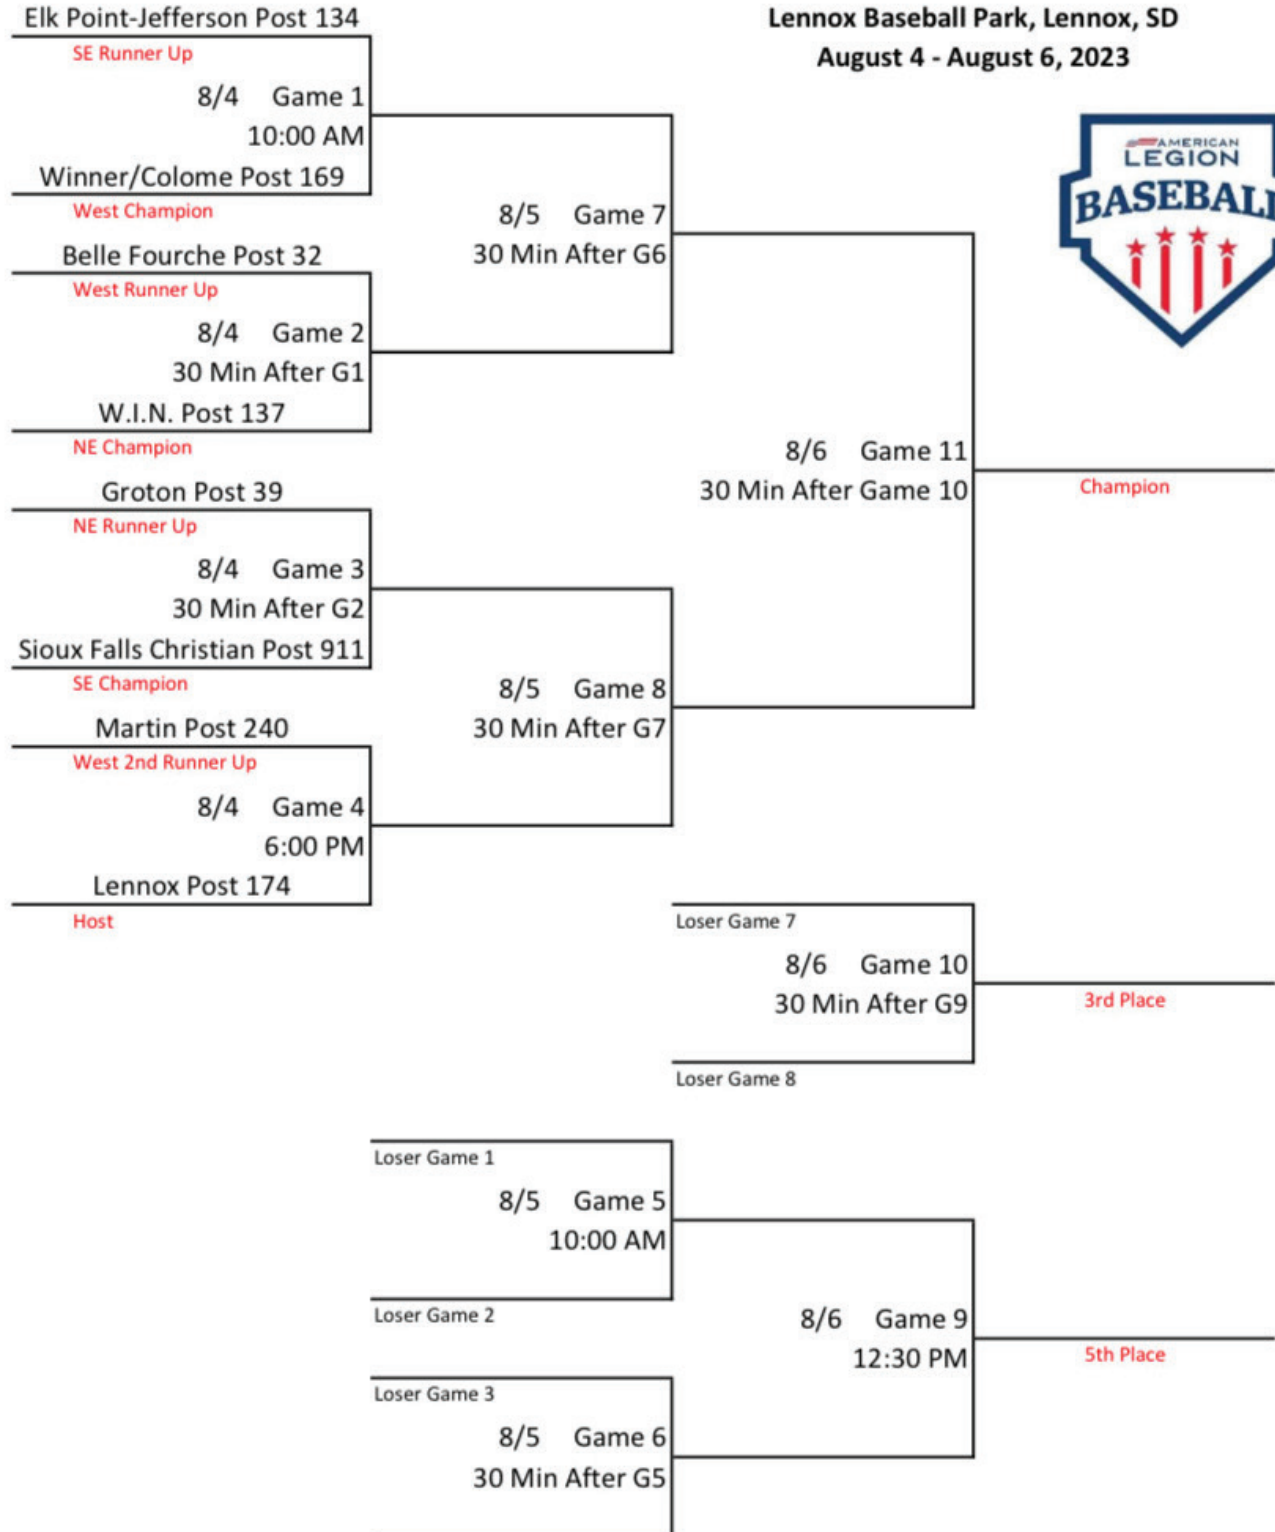 Elk Point-Jefferson Post 134
SE Runner Up
8/4 Game 1
10:00 AM
Winner/Colome Post 169
West Champion
Belle Fourche Post 32
West Runner Up
8/4 Game 2
30 Min After G1
W.I.N. Post 137
NE Champion
Groton Post 39
NE Runner Up
8/4 Game 3
30 Min After G2
Sioux Falls Christian Post 911
SE Champion
Martin Post 240
West 2nd Runner Up
8/4 Game 4
6:00 PM
Lennox Post 174
Host
8/5 Game 7
30 Min After G6
8/5 Game 8
30 Min After G7
Lennox Baseball Park, Lennox, SD
August 4 - August 6, 2023
AMERICAN
LEGION
BASEBALL
8/6 Game 11
30 Min After Game 10
Champion
Loser Game 7
8/6 Game 10
30 Min After G9
3rd Place
Loser Game 8
Loser Game 1
8/5 Game 5
10:00 AM
Loser Game 2
8/6 Game 9
12:30 PM
5th Place
Loser Game 3
8/5 Game 6
30 Min After G5